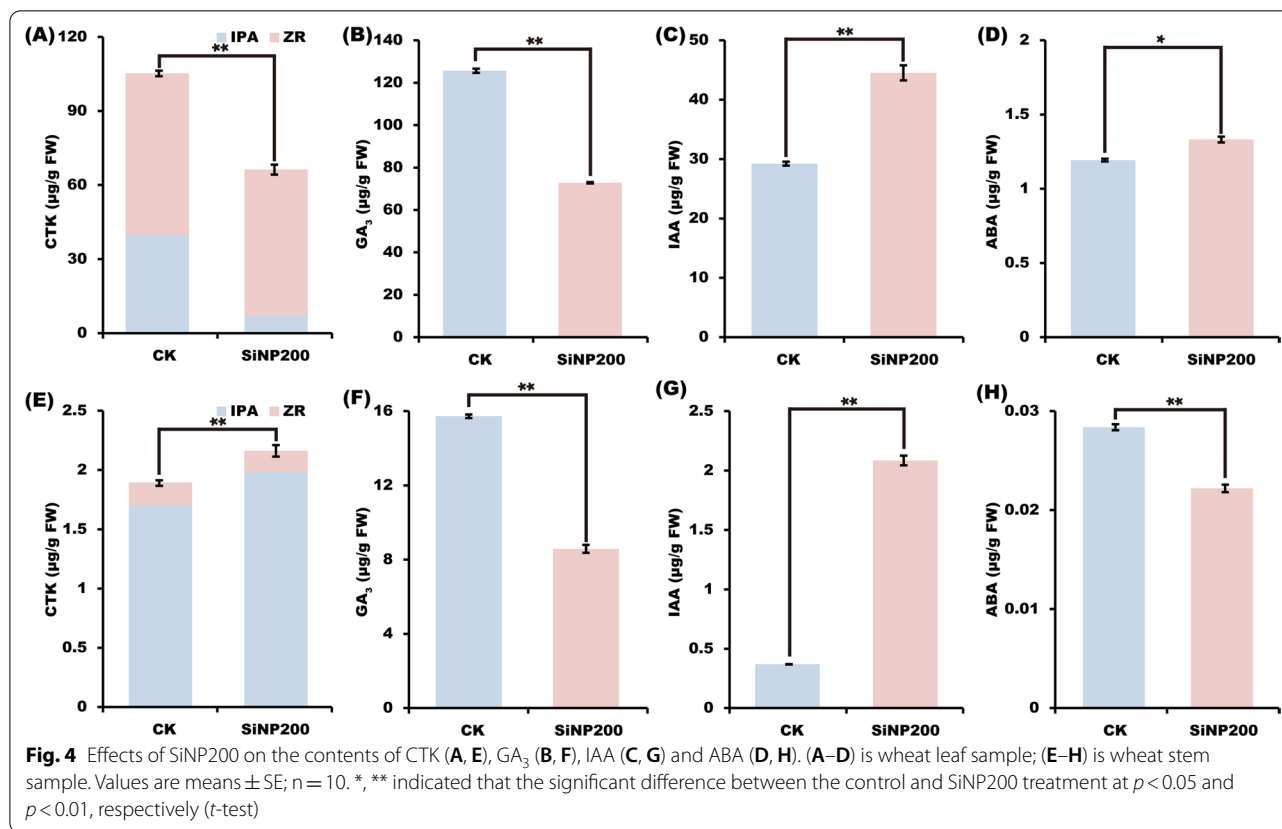 (A)
IPA ZR
120
90
60
30
0
CTK (µg/g FW)
**
CK SiNP200
(B)
140
120
100
80
60
40
20
0
GA3 (µg/g FW)
**
CK SiNP200
(C)
50
40
30
20
10
0
IAA (µg/g FW)
**
CK SiNP200
(D)
2
1.5
1
0.5
0
ABA (µg/g FW)
*
CK SiNP200
(E)
IPA ZR
2.5
2
1.5
1
0.5
0
CTK (µg/g FW)
**
CK SiNP200
(F)
16
12
8
4
0
GA3 (µg/g FW)
**
CK SiNP200
(G)
2.5
2
1.5
1
0.5
0
IAA (µg/g FW)
**
CK SiNP200
(H)
0.03
0.02
0.01
0
ABA (µg/g FW)
**
CK SiNP200
Fig. 4 Effects of SiNP200 on the contents of CTK (A, E), GA3 (B, F), IAA (C, G) and ABA (D, H). (A–D) is wheat leaf sample; (E–H) is wheat stem
sample. Values are means ± SE; n = 10. *, ** indicated that the significant difference between the control and SiNP200 treatment at p < 0.05 and
p < 0.01, respectively (t-test)